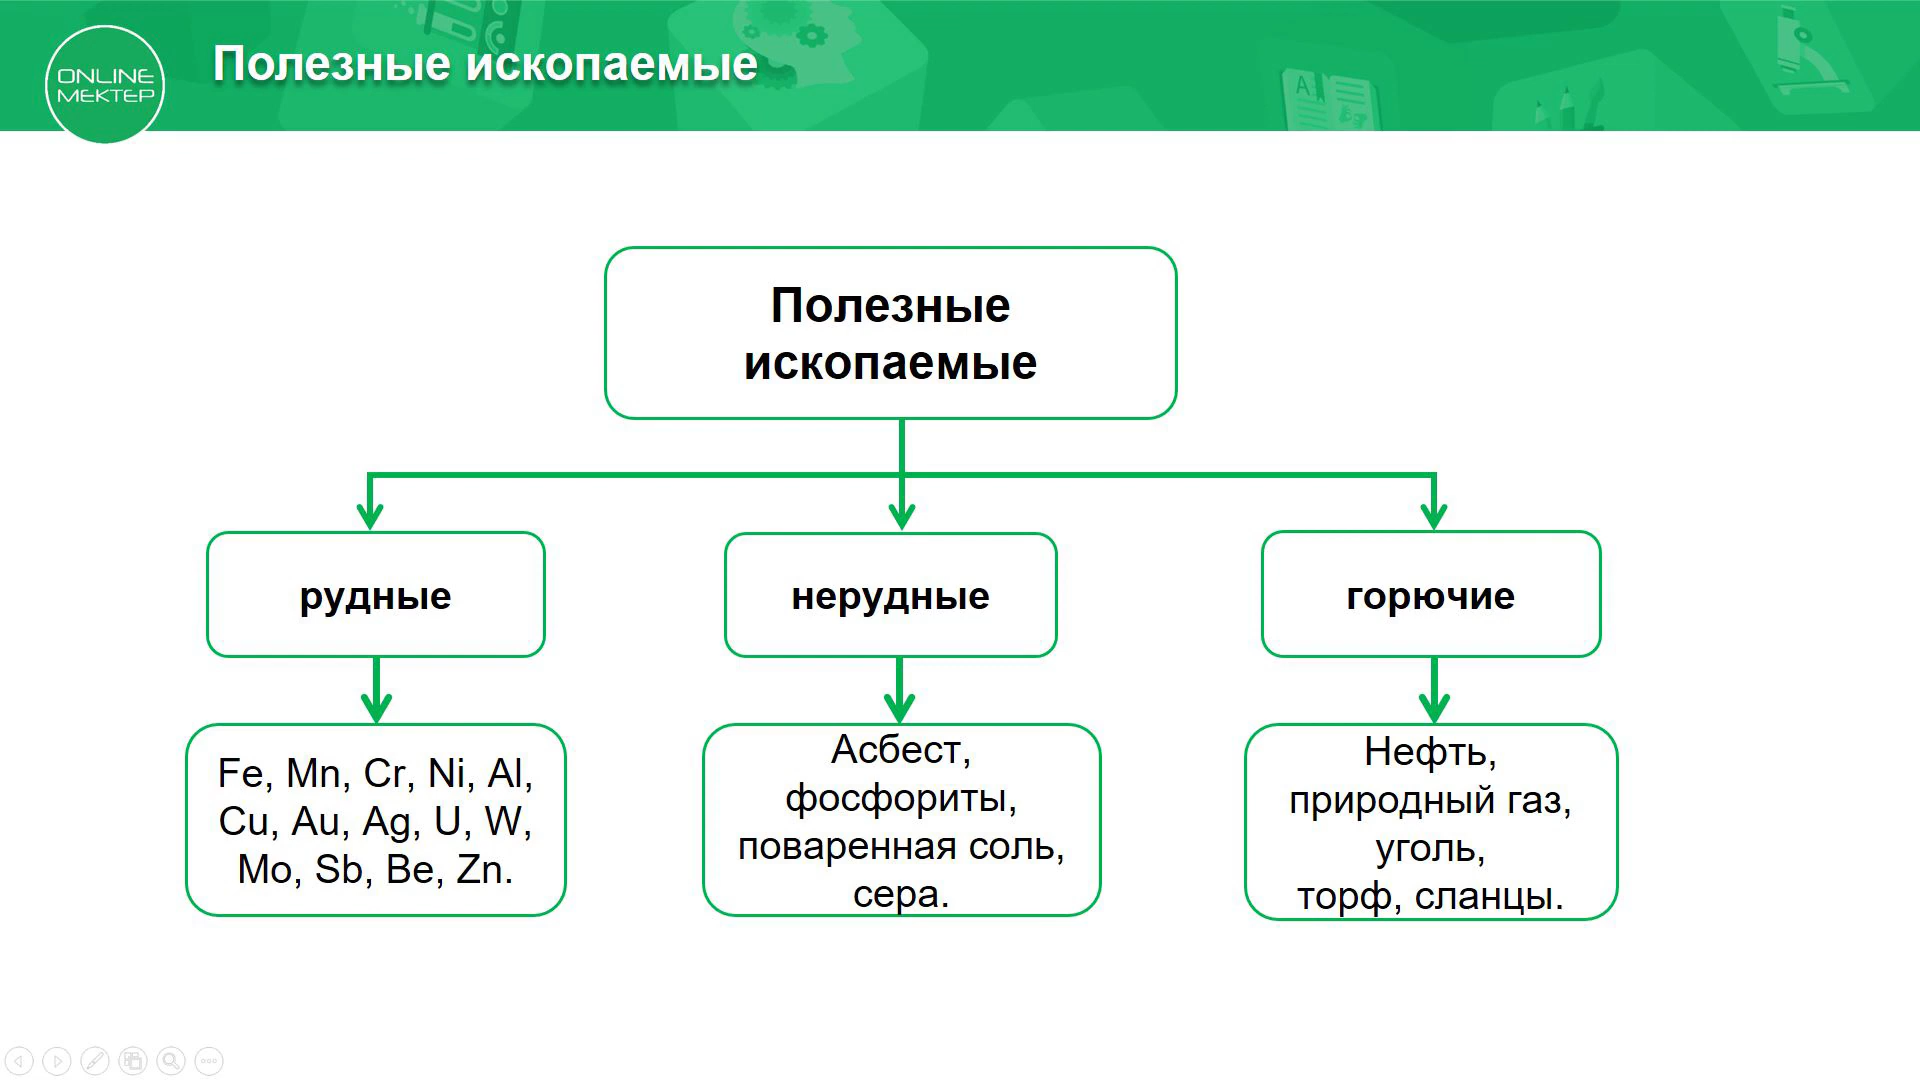 ONLINE
МЕКТЕР
Полезные ископаемые
Полезные
ископаемые
рудные
нерудные
горючие
Fe, Mn, Cr, Ni, Al,
Cu, Au, Ag, U, W,
Mo, Sb, Be, Zn.
Асбест,
фосфориты,
поваренная соль,
сера.
Нефть,
природный газ,
уголь,
торф, сланцы.